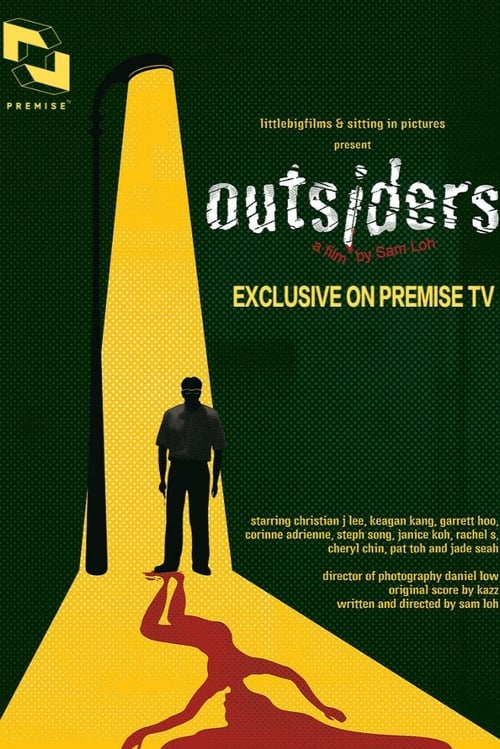 PREMISE TV
littlebigfilms & sitting in pictures
present
outsiders
a film by Sam Loh
EXCLUSIVE ON PREMISE TV
starring christian j lee, keagan kang, garrett hoo,
corinne adrienne, steph song, janice koh, rachel s,
cheryl chin, pat toh and jade seah
director of photography daniel low
original score by kazz
written and directed by sam loh